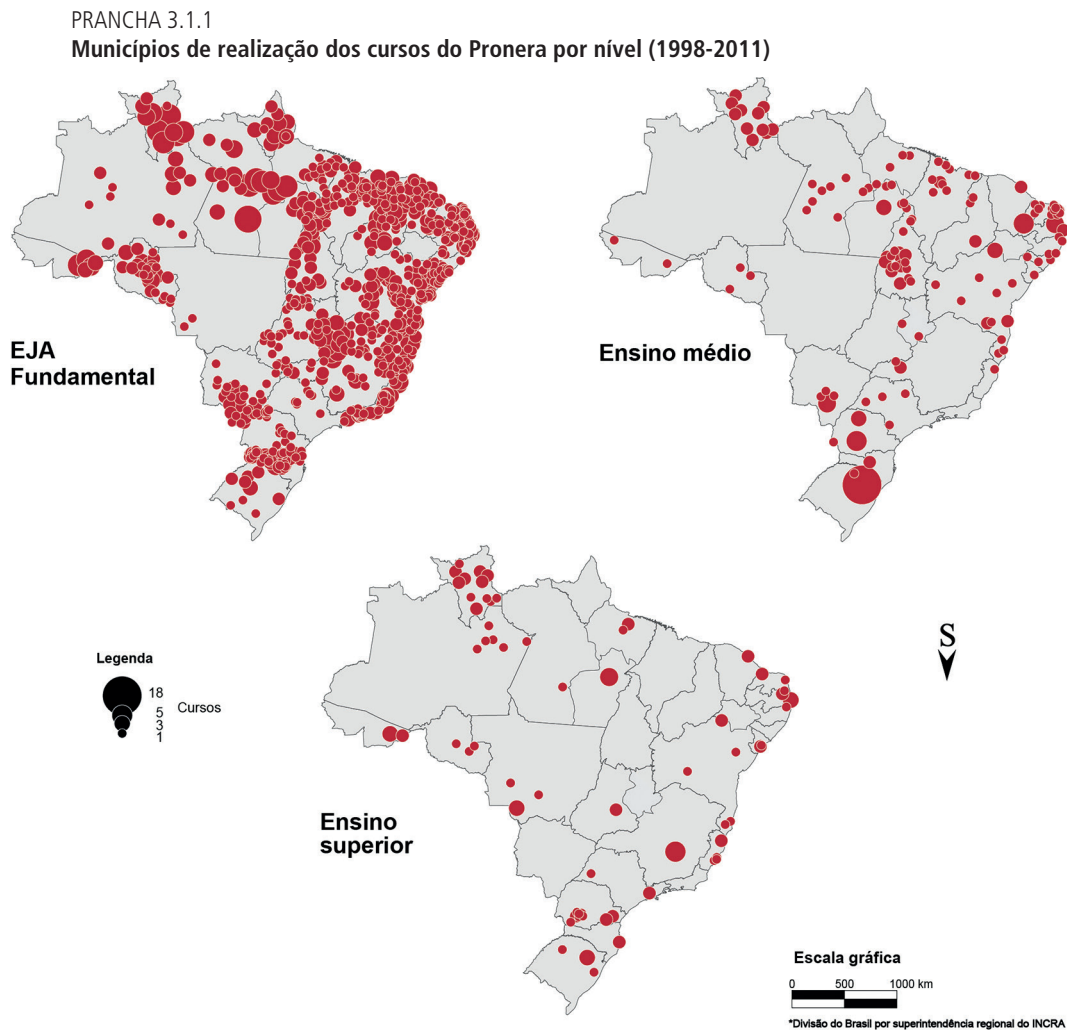 PRANCHA 3.1.1
Municípios de realização dos cursos do Pronera por nível (1998-2011)
EJA
Fundamental
Ensino médio
Ensino
superior
Legenda
18
5
3
1
Cursos
S
Escala gráfica
0 500 1000 km
*Divisão do Brasil por superintendência regional do INCRA